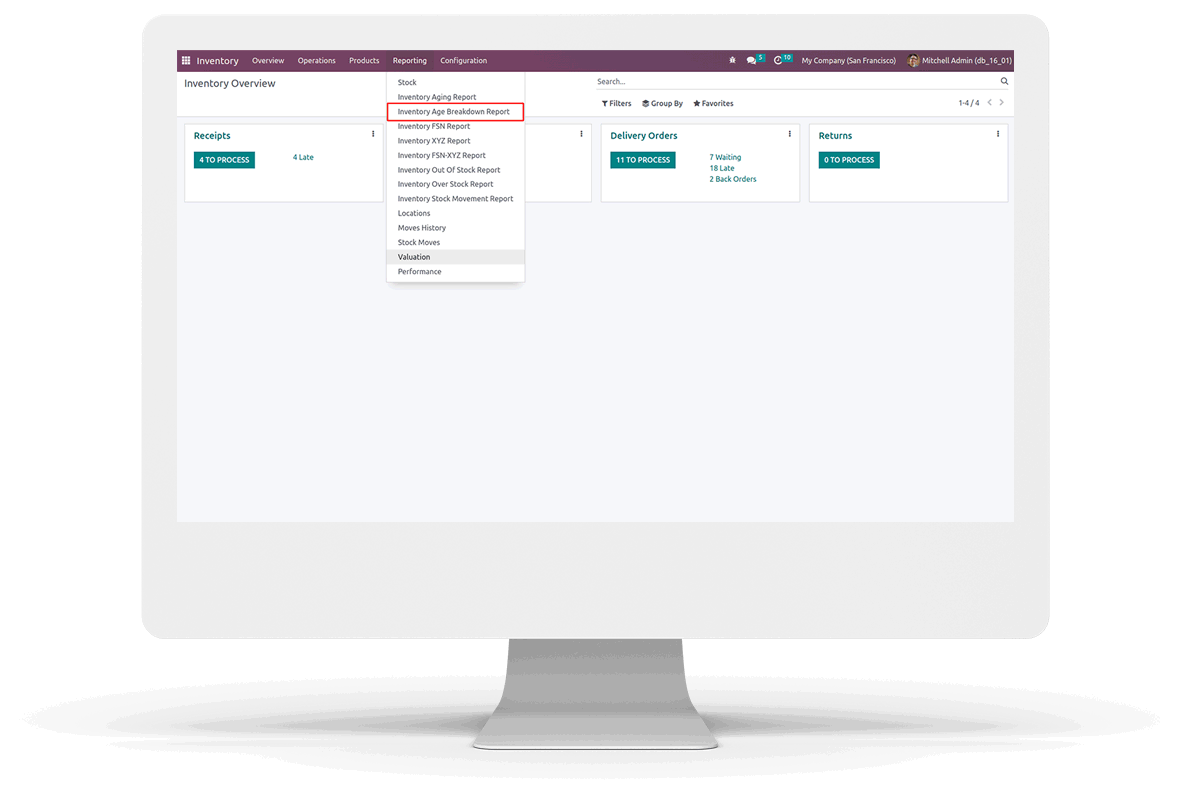 Inventory Overview Operations Products Reporting Configuration 5 10 My Company (San Francisco) Mitchell Admin (db_16_01)
Inventory Overview
Search...
Filters Group By Favorites 1-4 / 4
Stock
Inventory Aging Report
Inventory Age Breakdown Report
Inventory FSN Report
Inventory XYZ Report
Inventory FSN-XYZ Report
Inventory Out Of Stock Report
Inventory Over Stock Report
Inventory Stock Movement Report
Locations
Moves History
Stock Moves
Valuation
Performance
Receipts
4 TO PROCESS
4 Late
Delivery Orders
11 TO PROCESS
7 Waiting
18 Late
2 Back Orders
Returns
0 TO PROCESS